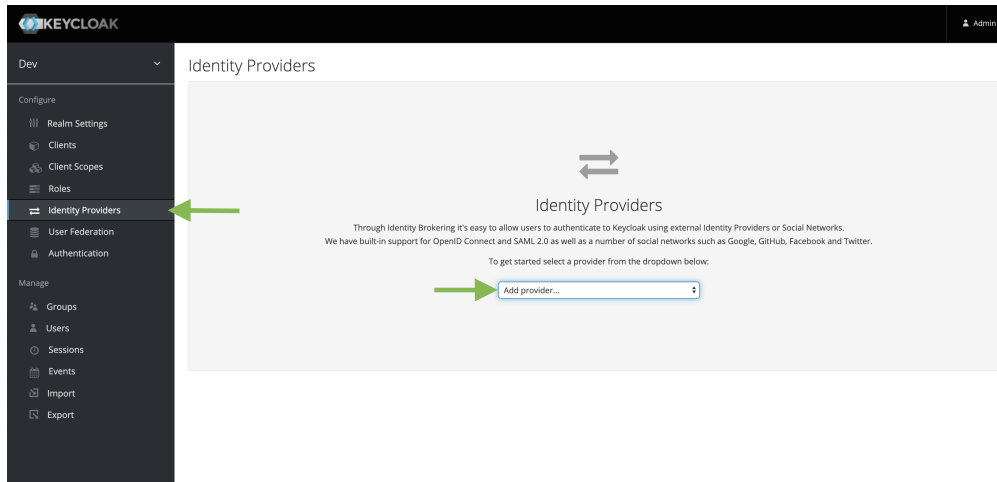 KEYCLOAK
Admin
Dev
Identity Providers
Configure
Realm Settings
Clients
Client Scopes
Roles
Identity Providers
User Federation
Authentication
Manage
Groups
Users
Sessions
Events
Import
Export
Identity Providers
Through Identity Brokering it's easy to allow users to authenticate to Keycloak using external Identity Providers or Social Networks.
We have built-in support for OpenID Connect and SAML 2.0 as well as a number of social networks such as Google, GitHub, Facebook and Twitter.
To get started select a provider from the dropdown below:
Add provider...